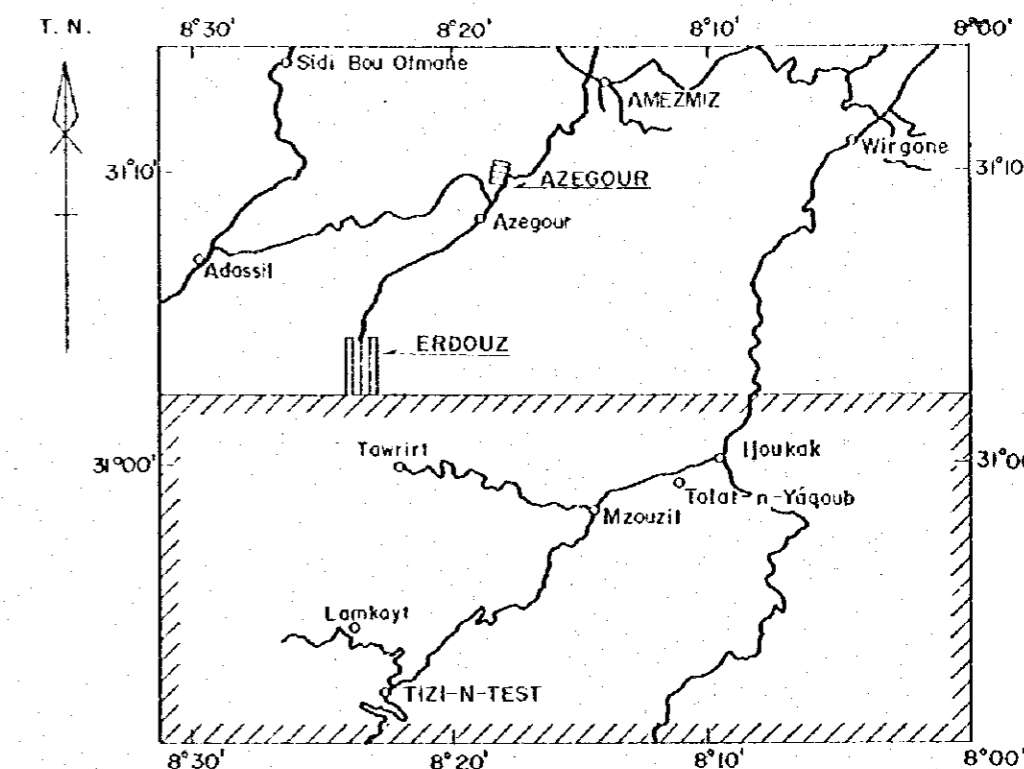 T. N.
8°30'
8°20'
8°10'
8°00'
Sidi Bou Otmane
AMEZMIZ
Wirgane
31°10'
31°10'
AZEGOUR
Azegour
Adassil
ERDOUZ
Tawrirt
Ijoukak
31°00'
31°00'
Talat-n-Yáqoub
Mzouzit
Lamkayt
TIZI-N-TEST
8°30'
8°20'
8°10'
8°00'